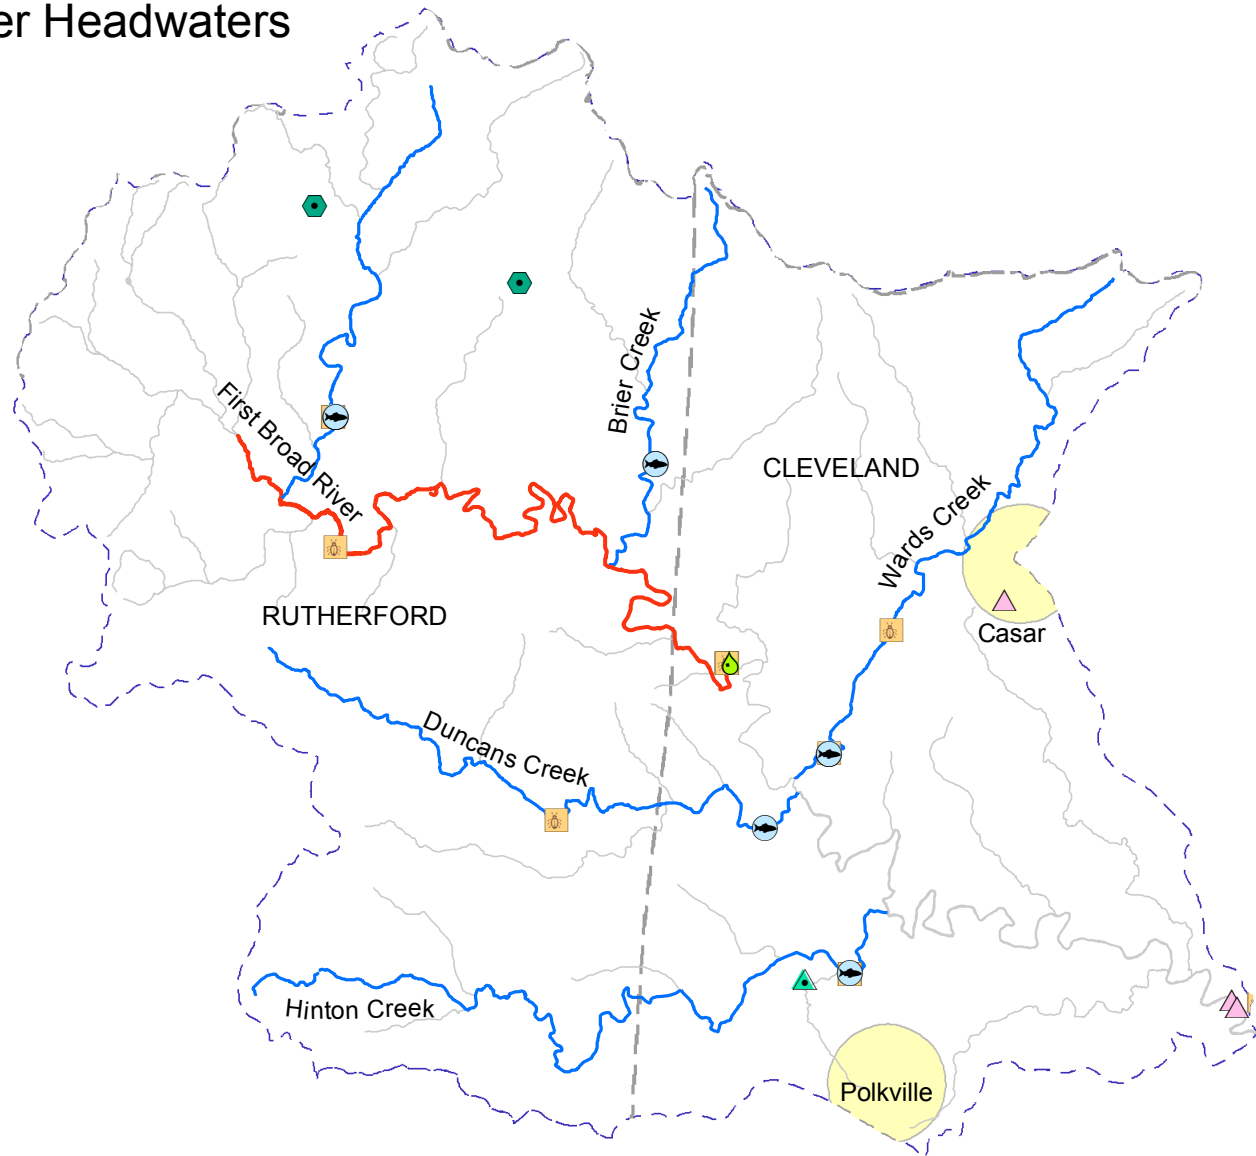 er Headwaters
Brier Creek
First Broad River
CLEVELAND
Wards Creek
RUTHERFORD
Casar
Duncans Creek
Hinton Creek
Polkville